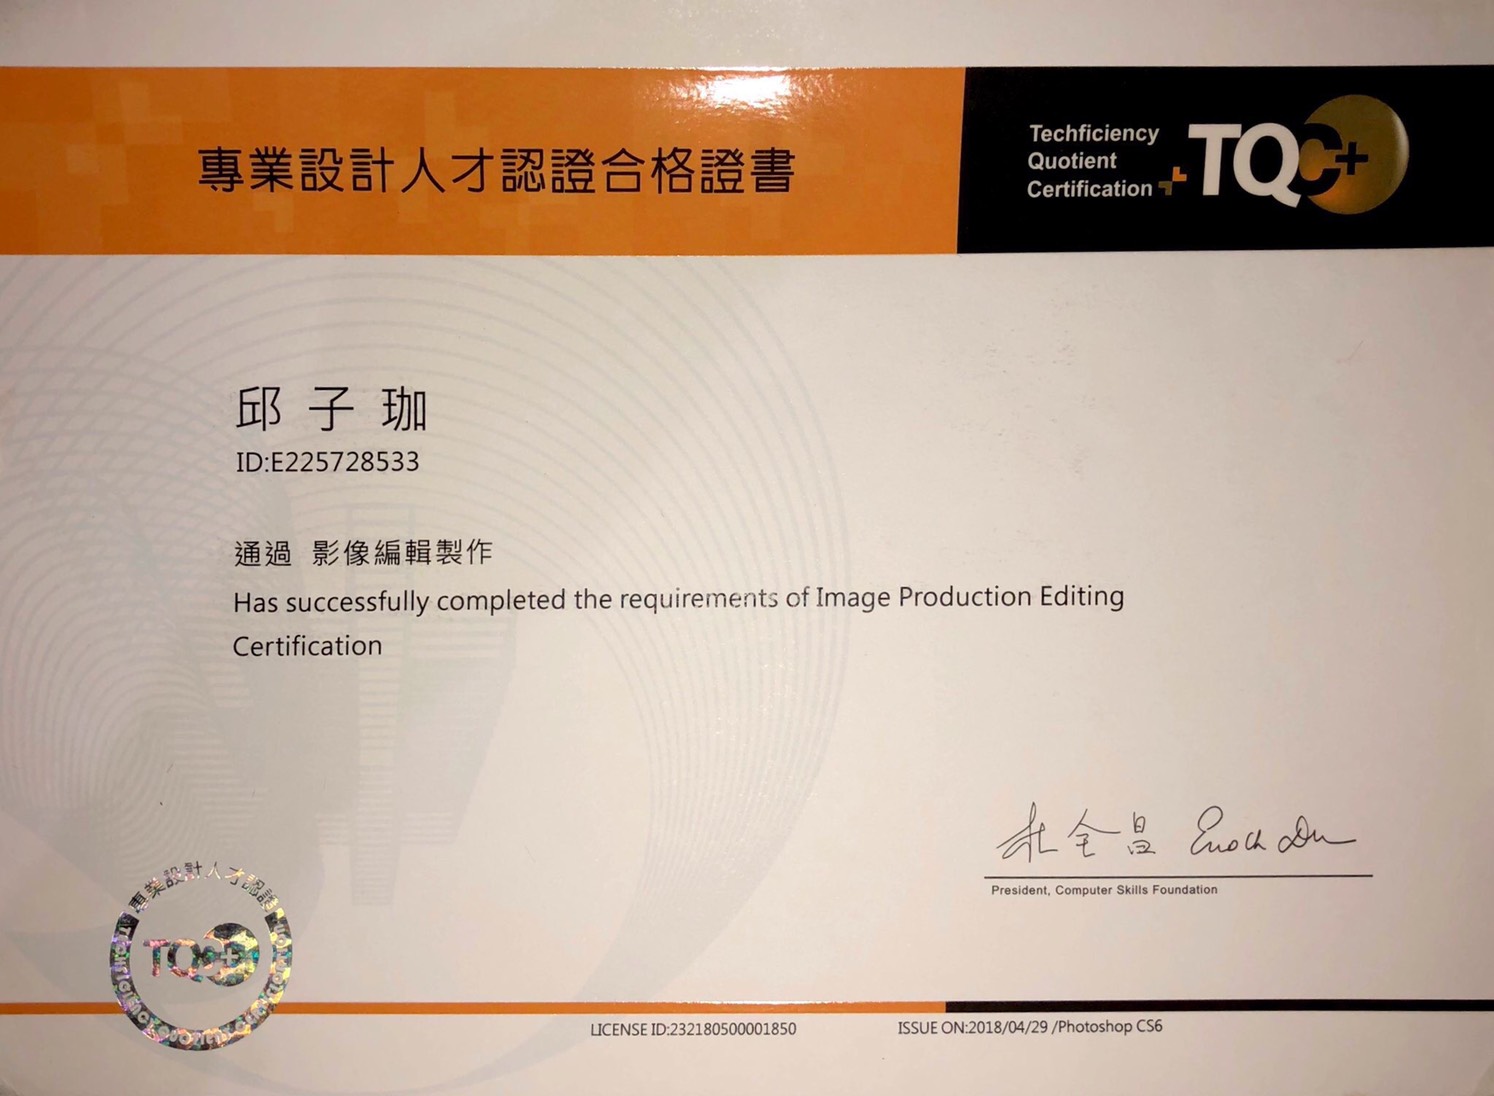 專業設計人才認證合格證書
Techficiency
Quotient
Certification
TQC+
邱子珈
ID:E225728533
通過 影像編輯製作
Has successfully completed the requirements of Image Production Editing
Certification
杜全昌 Enoch Du
President, Computer Skills Foundation
專業設計人才認證
TQC+
LICENSE ID:232180500001850
ISSUE ON:2018/04/29 /Photoshop CS6